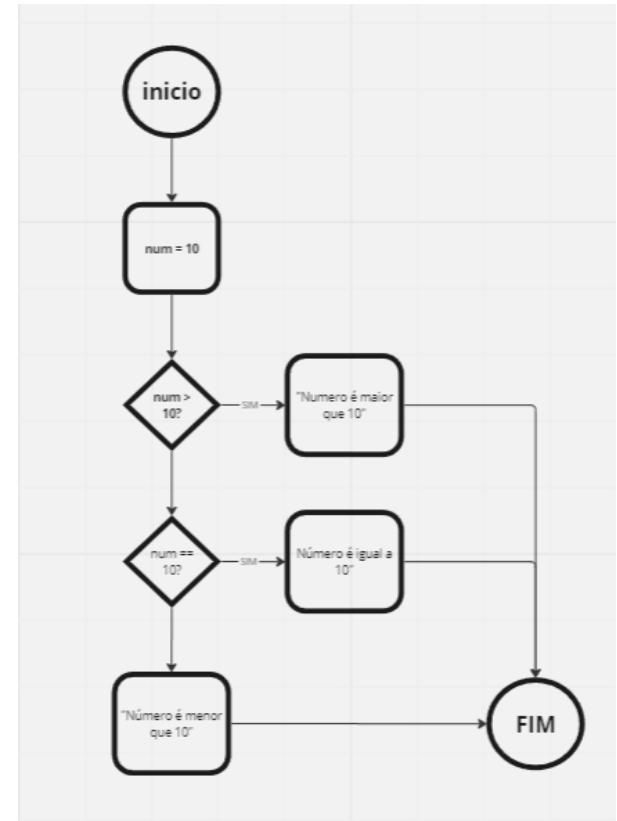 inicio
num = 10
num >
10?
SIM
"Numero é maior
que 10"
num ==
10?
SIM
Número é igual a
10"
"Número é menor
que 10"
FIM